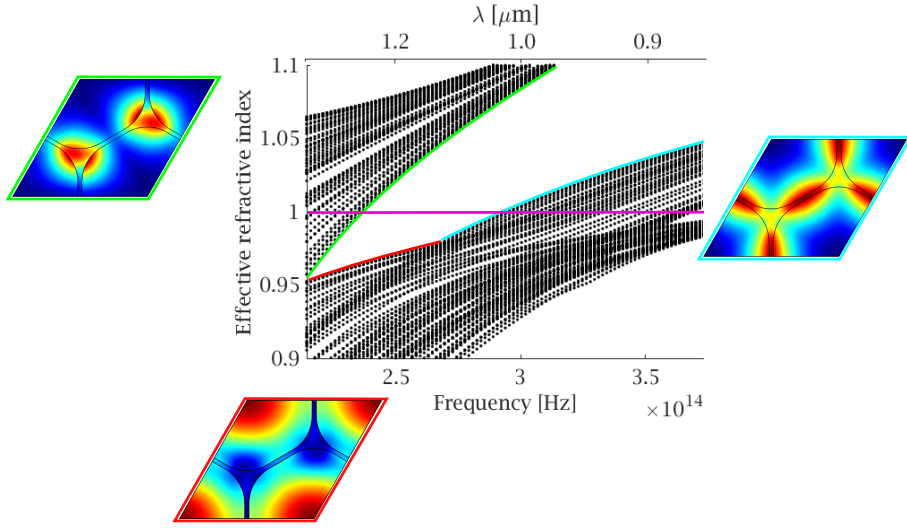 λ [μm]
1.2 1.0 0.9
1.1
1.05
1
0.95
0.9
Effective refractive index
2.5 3 3.5
Frequency [Hz] ×10^14